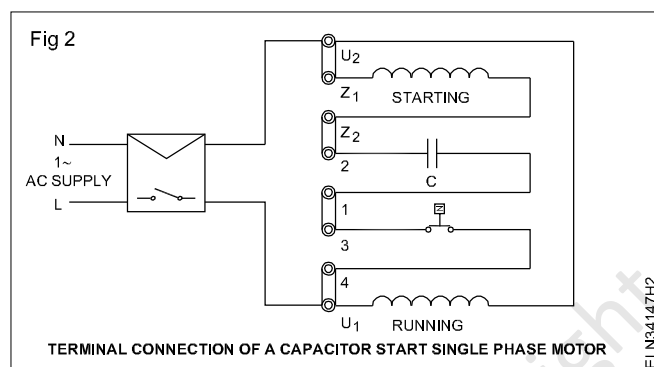 Fig 2
U2
Z1 STARTING
N
1~
AC SUPPLY
L
Z2
2
C
1
N
3
4
U1 RUNNING
TERMINAL CONNECTION OF A CAPACITOR START SINGLE PHASE MOTOR
ELN34147H2
right